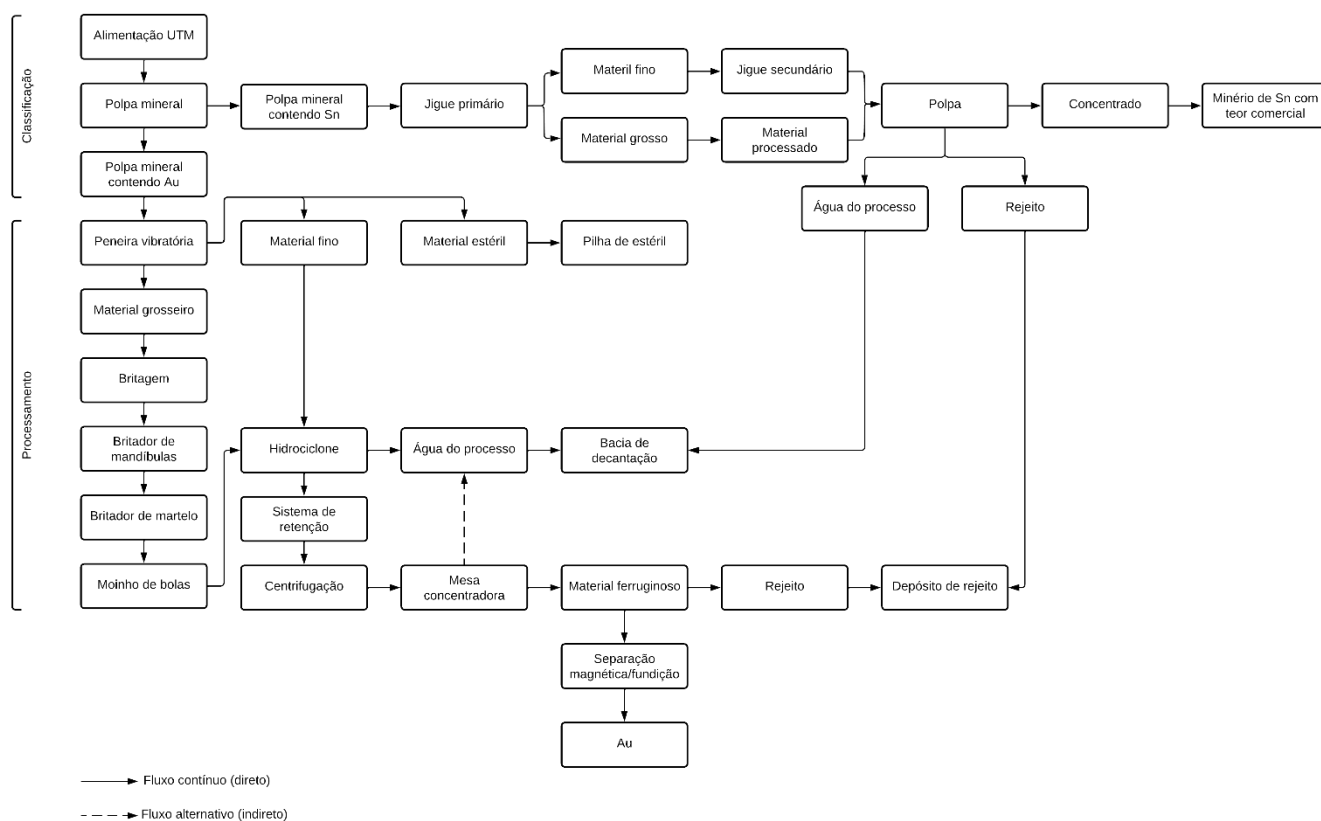 Classificação
Alimentação UTM
Polpa mineral
Polpa mineral
contendo Sn
Jigue primário
Materil fino
Jigue secundário
Material grosso
Material
processado
Polpa
Concentrado
Minério de Sn com
teor comercial
Polpa mineral
contendo Au
Água do processo
Rejeito
Processamento
Peneira vibratória
Material fino
Material estéril
Pilha de estéril
Material grosseiro
Britagem
Britador de
mandíbulas
Hidrociclone
Água do processo
Bacia de
decantação
Britador de martelo
Sistema de
retenção
Moinho de bolas
Centrifugação
Mesa
concentradora
Material ferruginoso
Rejeito
Depósito de rejeito
Separação
magnética/fundição
Au
Fluxo contínuo (direto)
Fluxo alternativo (indireto)